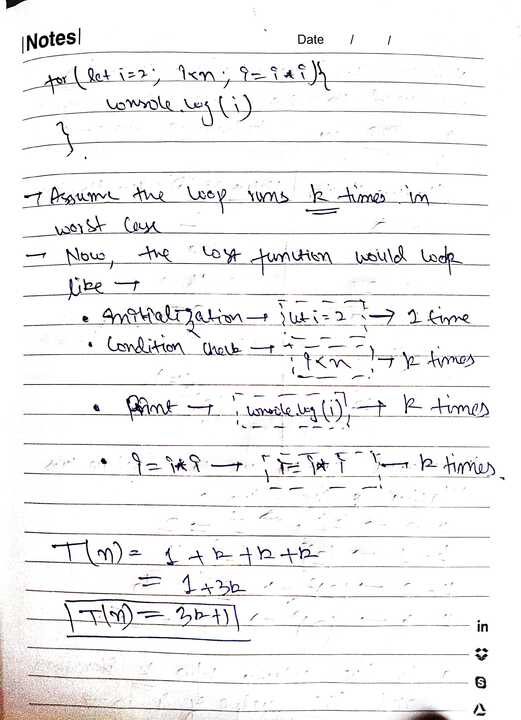 |Notes|
Date / /
for (let i=2; i<n; i=i*i){
console.log(i)
}
→ Assume the loop runs k times in
worst case
→ Now, the cost function would look
like →
• Initialization → let i=2 → 1 time
• Condition check → i<n → k times
• Print → console.log(i) → k times
• i=i*i → i=i*i → k times.
T(n)= 1+k+k+k
= 1+3k
T(n)= 3k+1
in